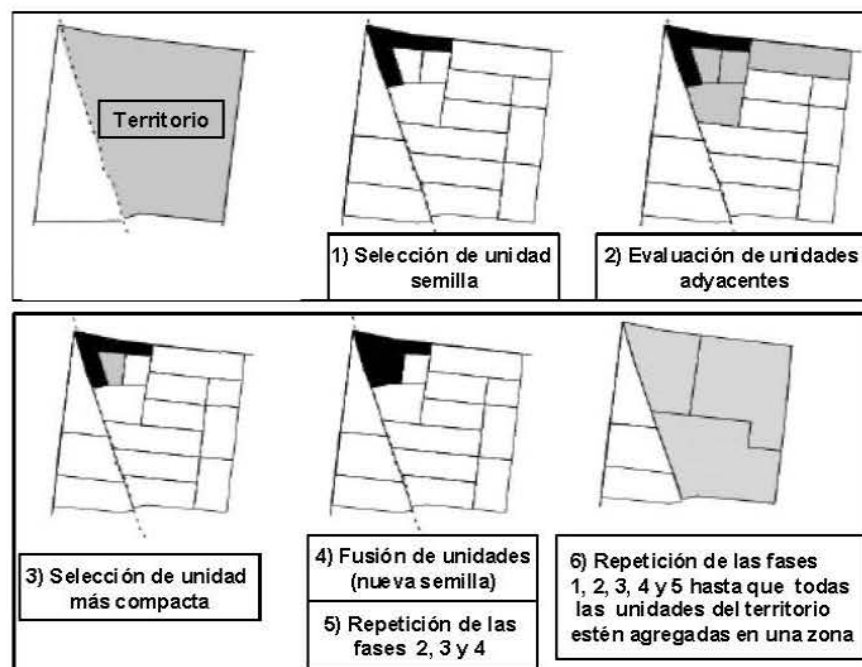 Territorio
1) Selección de unidad
semilla
2) Evaluación de unidades
adyacentes
3) Selección de unidad
más compacta
4) Fusión de unidades
(nueva semilla)
5) Repetición de las
fases 2, 3 y 4
6) Repetición de las fases
1, 2, 3, 4 y 5 hasta que todas
las unidades del territorio
estén agregadas en una zona